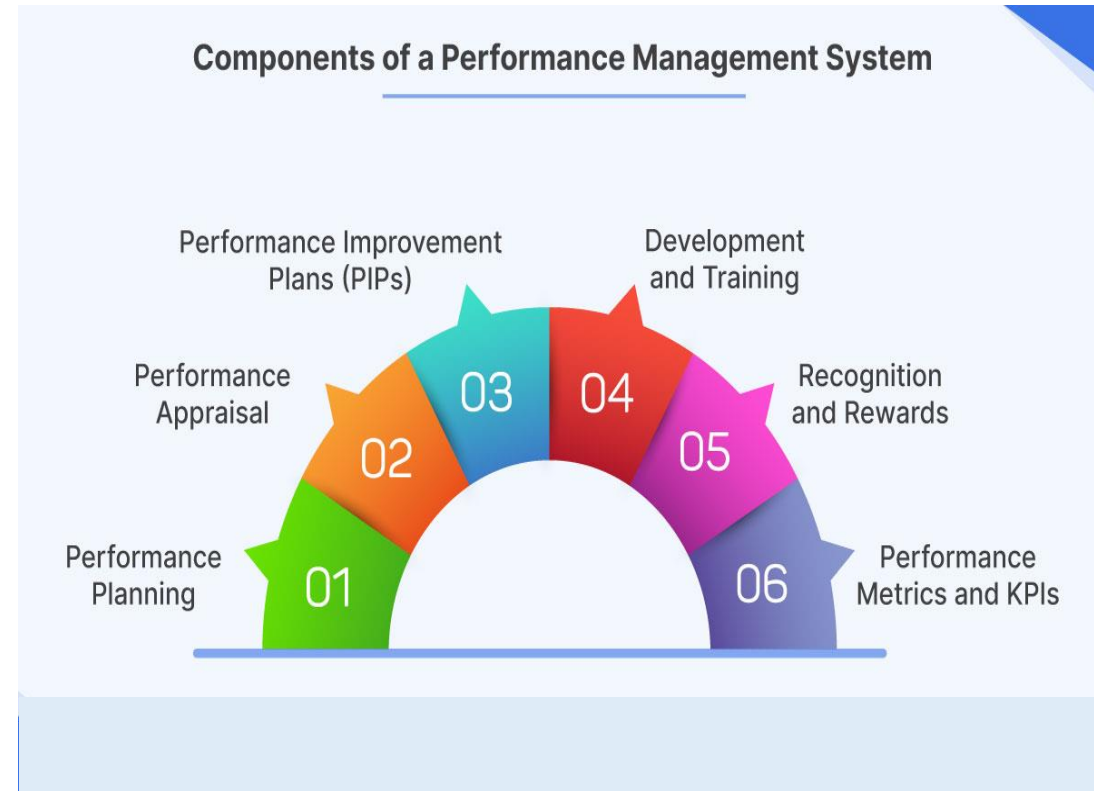 Components of a Performance Management System
Performance Improvement
Plans (PIPs)
Development
and Training
Performance
Appraisal
Recognition
and Rewards
03
04
02
05
Performance
Planning
01
06
Performance
Metrics and KPIs